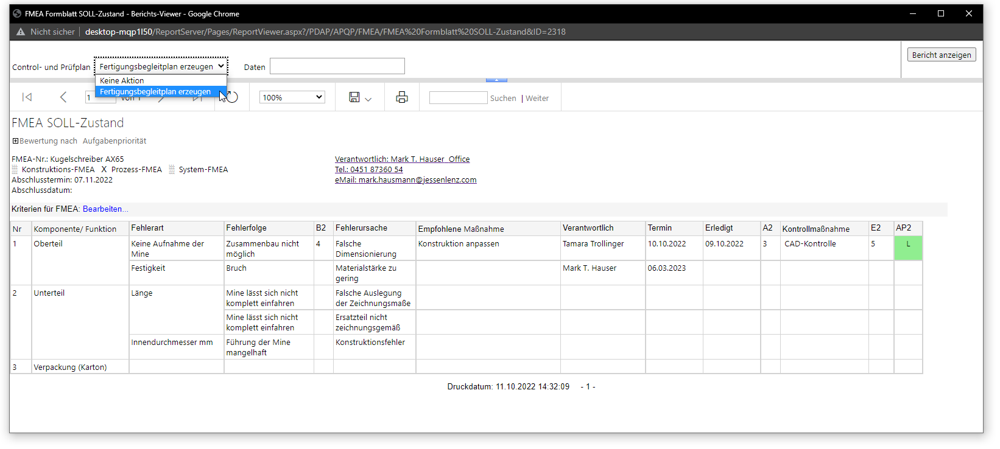 FMEA Formblatt SOLL-Zustand - Berichts-Viewer - Google Chrome
Nicht sicher | desktop-mqp1l50/ReportServer/Pages/ReportViewer.aspx?/PDAP/APQP/FMEA/FMEA%20Formblatt%20SOLL-Zustand&ID=2318
Control- und Prüfplan Fertigungsbegleitplan erzeugen Daten Bericht anzeigen
Keine Aktion
Fertigungsbegleitplan erzeugen
1 von 1 100% Suchen | Weiter
FMEA SOLL-Zustand
Bewertung nach Aufgabenpriorität
FMEA-Nr.: Kugelschreiber AX65 Verantwortlich: Mark T. Hauser Office
Konstruktions-FMEA X Prozess-FMEA System-FMEA Tel.: 0451 87360 54
Abschlusstermin: 07.11.2022 eMail: mark.hausmann@jessenlenz.com
Abschlussdatum:
Kriterien für FMEA: Bearbeiten...
Nr Komponente/ Funktion Fehlerart Fehlerfolge B2 Fehlerursache Empfohlene Maßnahme Verantwortlich Termin Erledigt A2 Kontrollmaßnahme E2 AP2
1 Oberteil Keine Aufnahme der Zusammenbau nicht 4 Falsche Konstruktion anpassen Tamara Trollinger 10.10.2022 09.10.2022 3 CAD-Kontrolle 5 L
Mine möglich Dimensionierung
Festigkeit Bruch Materialstärke zu Mark T. Hauser 06.03.2023
gering
2 Unterteil Länge Mine lässt sich nicht Falsche Auslegung
komplett einfahren der Zeichnungsmaße
Mine lässt sich nicht Ersatzteil nicht
komplett einfahren zeichnungsgemäß
Innendurchmesser mm Führung der Mine Konstruktionsfehler
mangelhaft
3 Verpackung (Karton)
Druckdatum: 11.10.2022 14:32:09 - 1 -